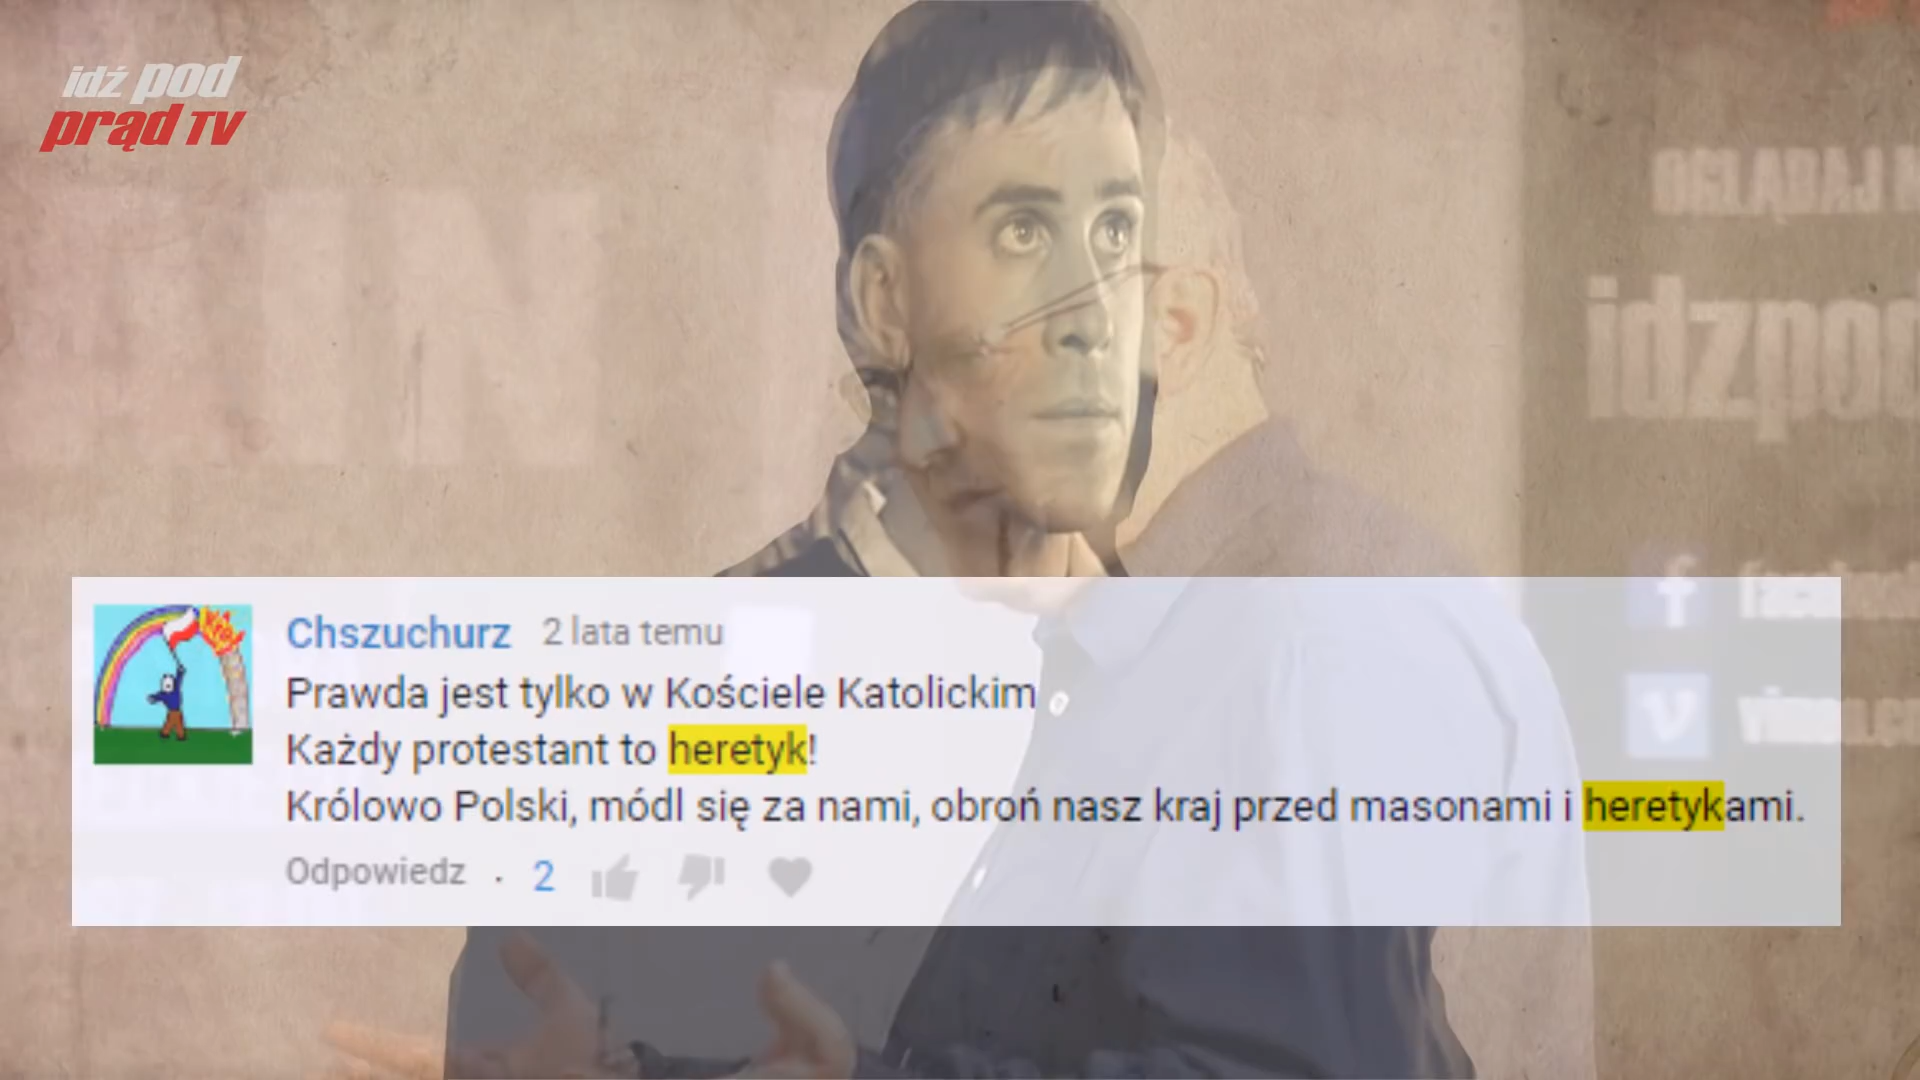 idź pod
prąd TV
OGLĄDAJ
idzpod
Chszuchurz 2 lata temu
Prawda jest tylko w Kościele Katolickim
Każdy protestant to heretyk!
Królowo Polski, módl się za nami, obroń nasz kraj przed masonami i heretykami.
Odpowiedz · 2